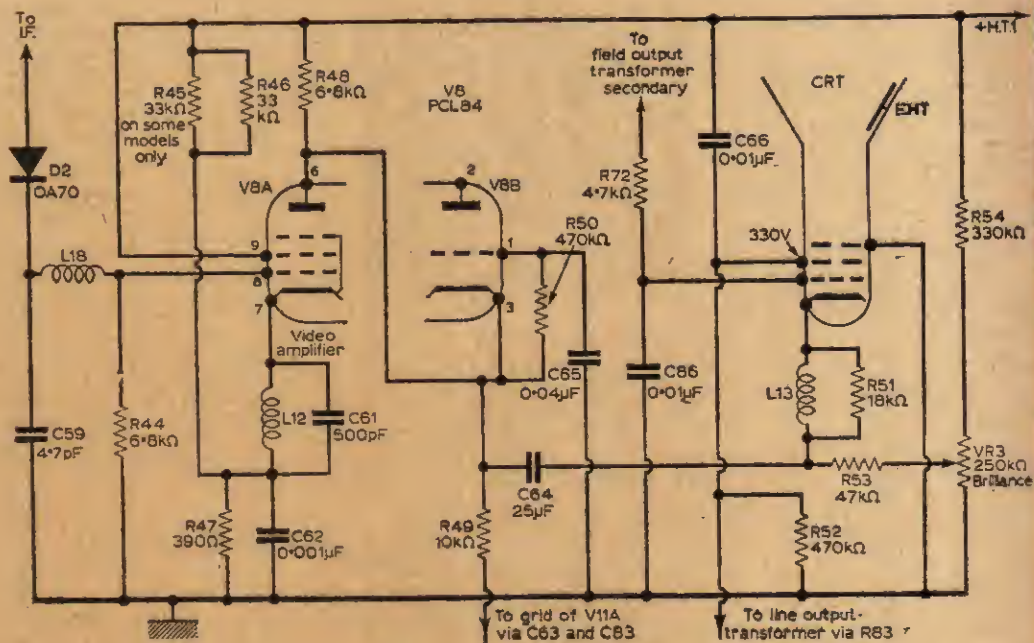 To
I.F.
+H.T.1
R45
33kΩ
on some
models
only
R46
33
kΩ
R48
6·8kΩ
V8
PCL84
To
field output
transformer
secondary
CRT
EHT
C66
0·01μF
D2
OA70
V8A
6
2
V8B
R50
470kΩ
R72
4·7kΩ
R54
330kΩ
9
8
7
1
3
330V
L18
Video
amplifier
C59
4·7pF
R44
6·8kΩ
L12
C61
500pF
C65
0·04μF
C86
0·01μF
L13
R51
18kΩ
VR3
250kΩ
Brilliance
R53
47kΩ
C64
25μF
R47
390Ω
C62
0·001μF
R49
10kΩ
R52
470kΩ
To grid of V11A
via C63 and C83
To line output-
transformer via R83